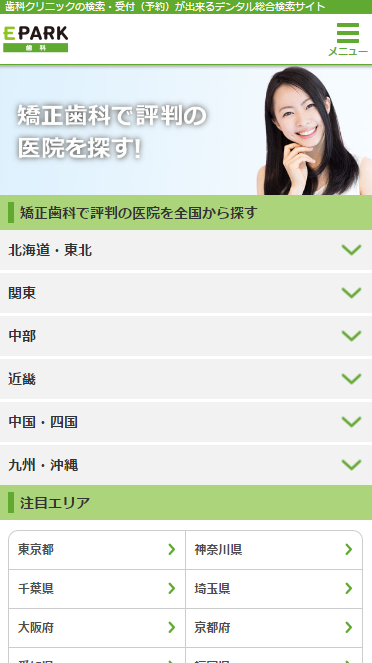 歯科クリニックの検索・受付（予約）が出来るデンタル総合検索サイト
EPARK
歯科
メニュー
矯正歯科で評判の
医院を探す!
矯正歯科で評判の医院を全国から探す
北海道・東北
関東
中部
近畿
中国・四国
九州・沖縄
注目エリア
東京都
神奈川県
千葉県
埼玉県
大阪府
京都府